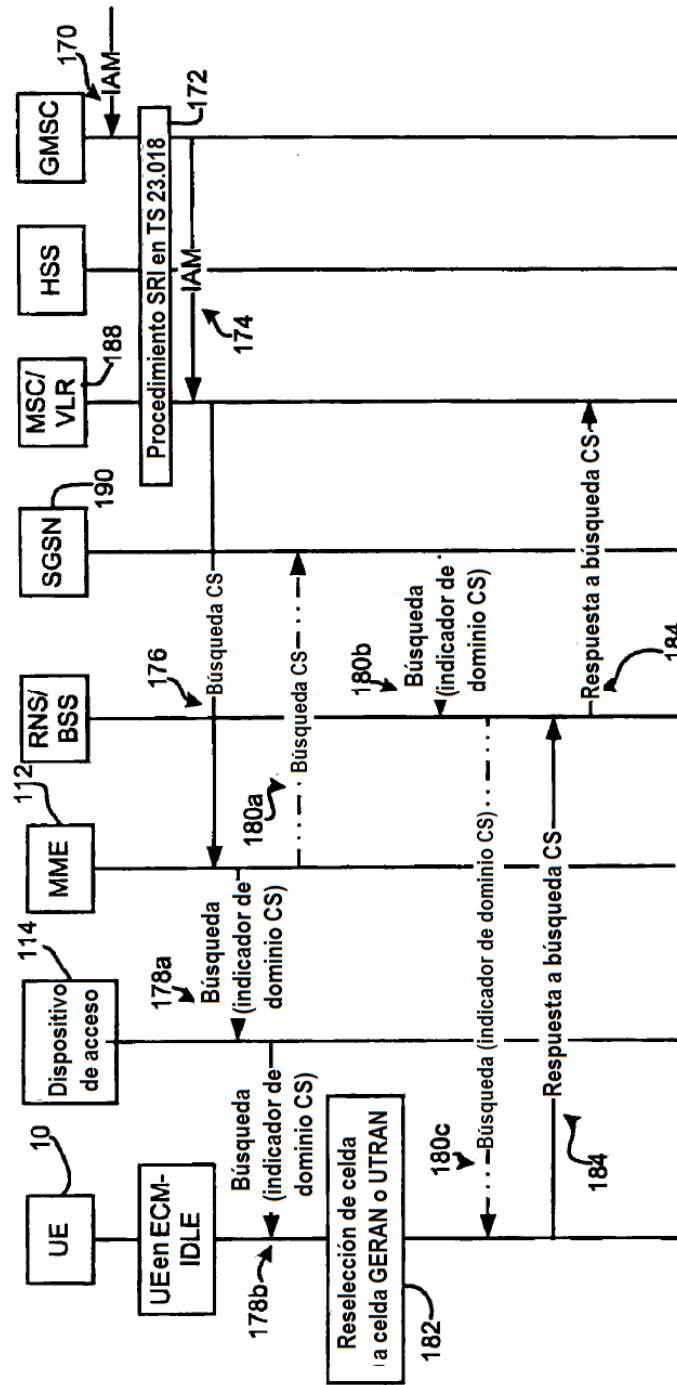 10
UE
114
Dispositivo
de acceso
112
MME
RNS/
BSS
190
SGSN
188
MSC/
VLR
HSS
GMSC
170
IAM
UE en ECM-
IDLE
Procedimiento SRI en TS 23.018
172
IAM
174
176
Búsqueda CS
178a
Búsqueda
(indicador de
dominio CS)
178b
Búsqueda
(indicador de
dominio CS)
180a
Búsqueda CS
Reselección de celda
a celda GERAN o UTRAN
182
180b
Búsqueda
(indicador de
dominio CS)
180c
Búsqueda (indicador de dominio CS)
Respuesta a búsqueda CS
184
Respuesta a búsqueda CS
184